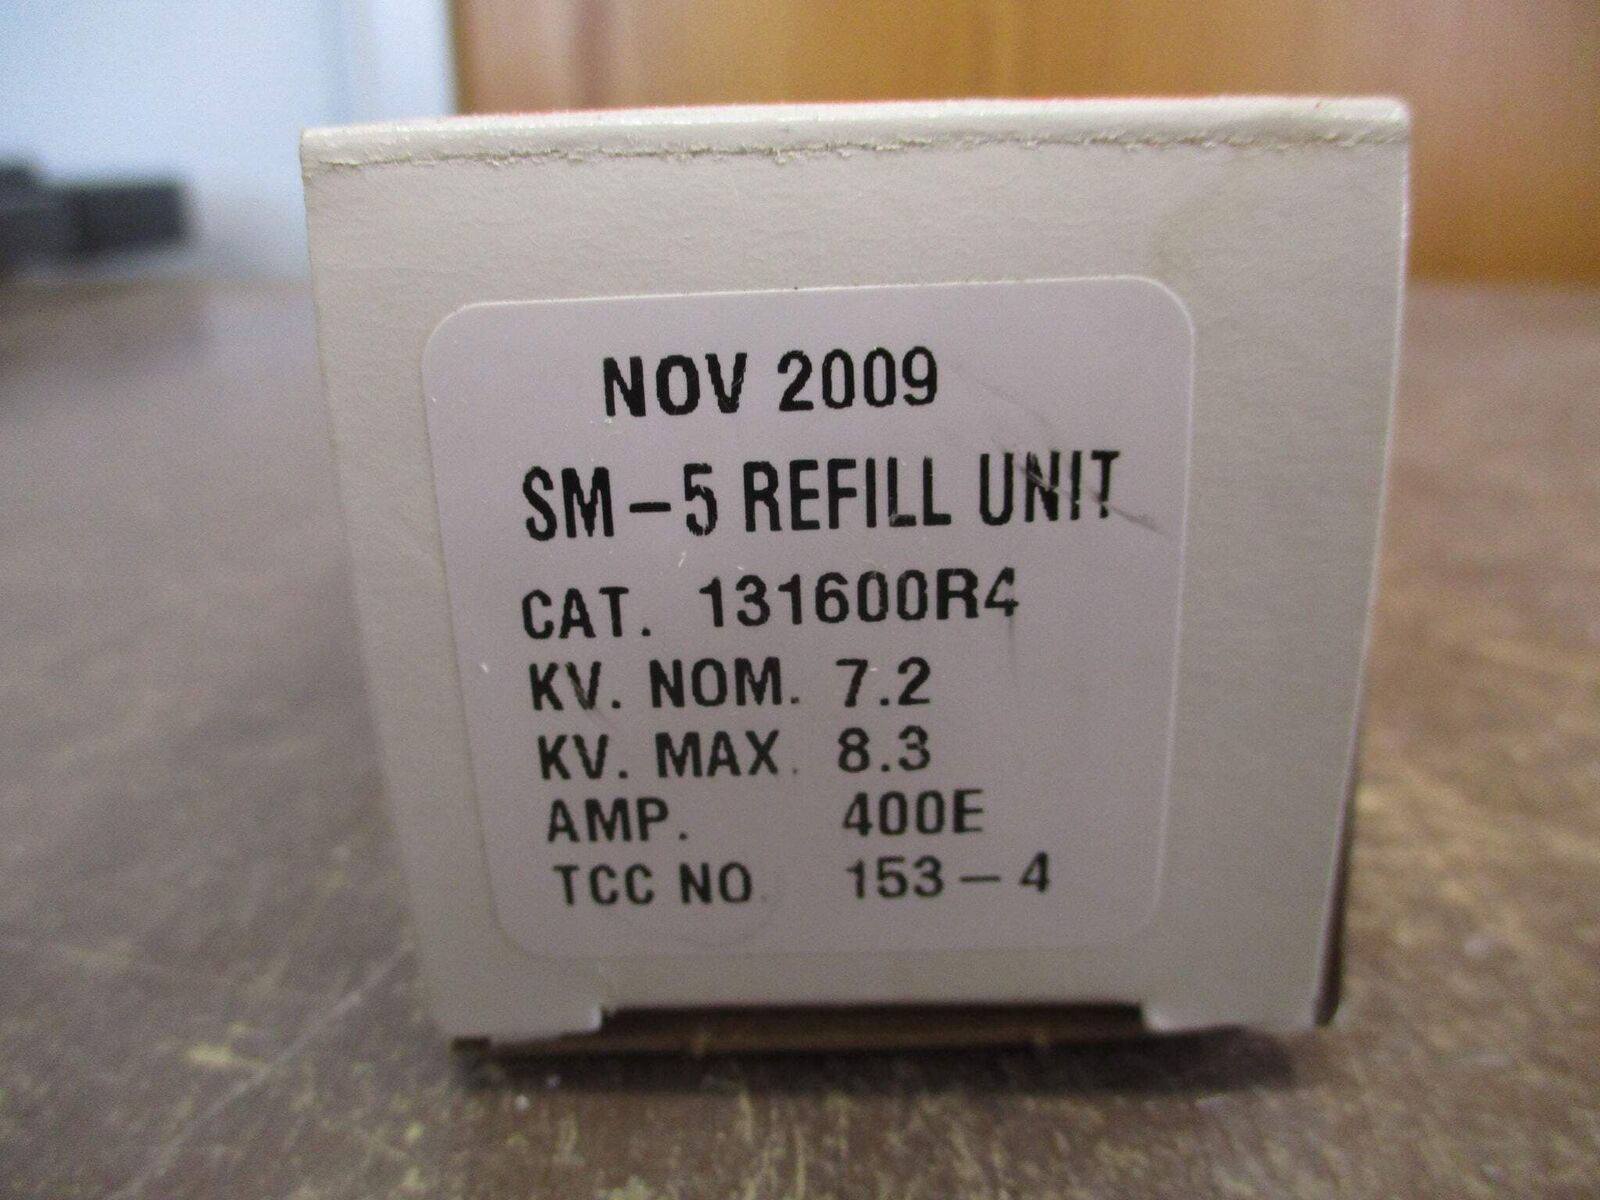 NOV 2009
SM-5 REFILL UNIT
CAT. 131600R4
KV. NOM. 7.2
KV. MAX. 8.3
AMP. 400E
TCC NO. 153-4